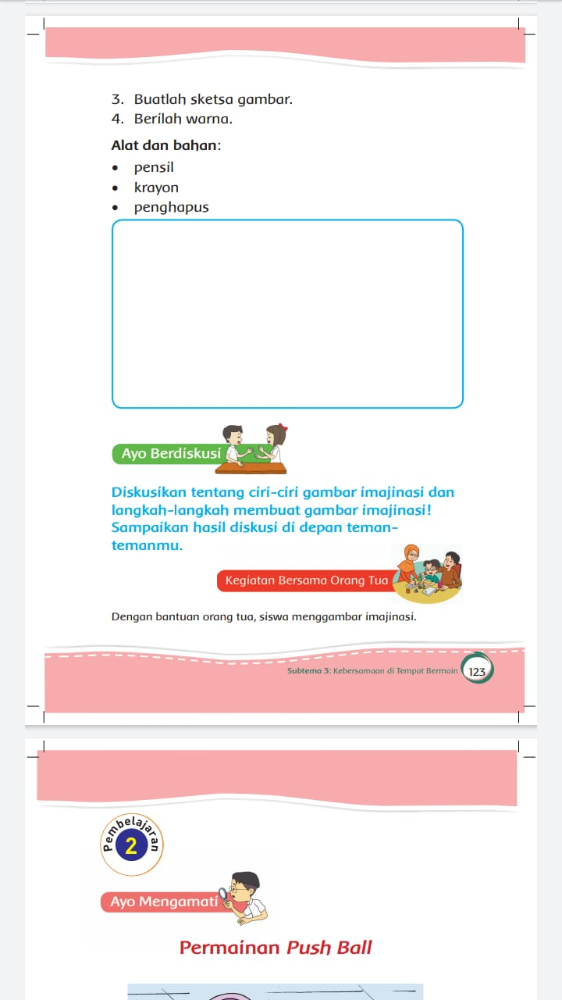 3. Buatlah sketsa gambar.
4. Berilah warna.
Alat dan bahan:
• pensil
• krayon
• penghapus
Ayo Berdiskusi
Diskusikan tentang ciri-ciri gambar imajinasi dan
langkah-langkah membuat gambar imajinasi!
Sampaikan hasil diskusi di depan teman-
temanmu.
Kegiatan Bersama Orang Tua
Dengan bantuan orang tua, siswa menggambar imajinasi.
Subtema 3: Kebersamaan di Tempat Bermain 123
Pembelajaran
2
Ayo Mengamati
Permainan Push Ball